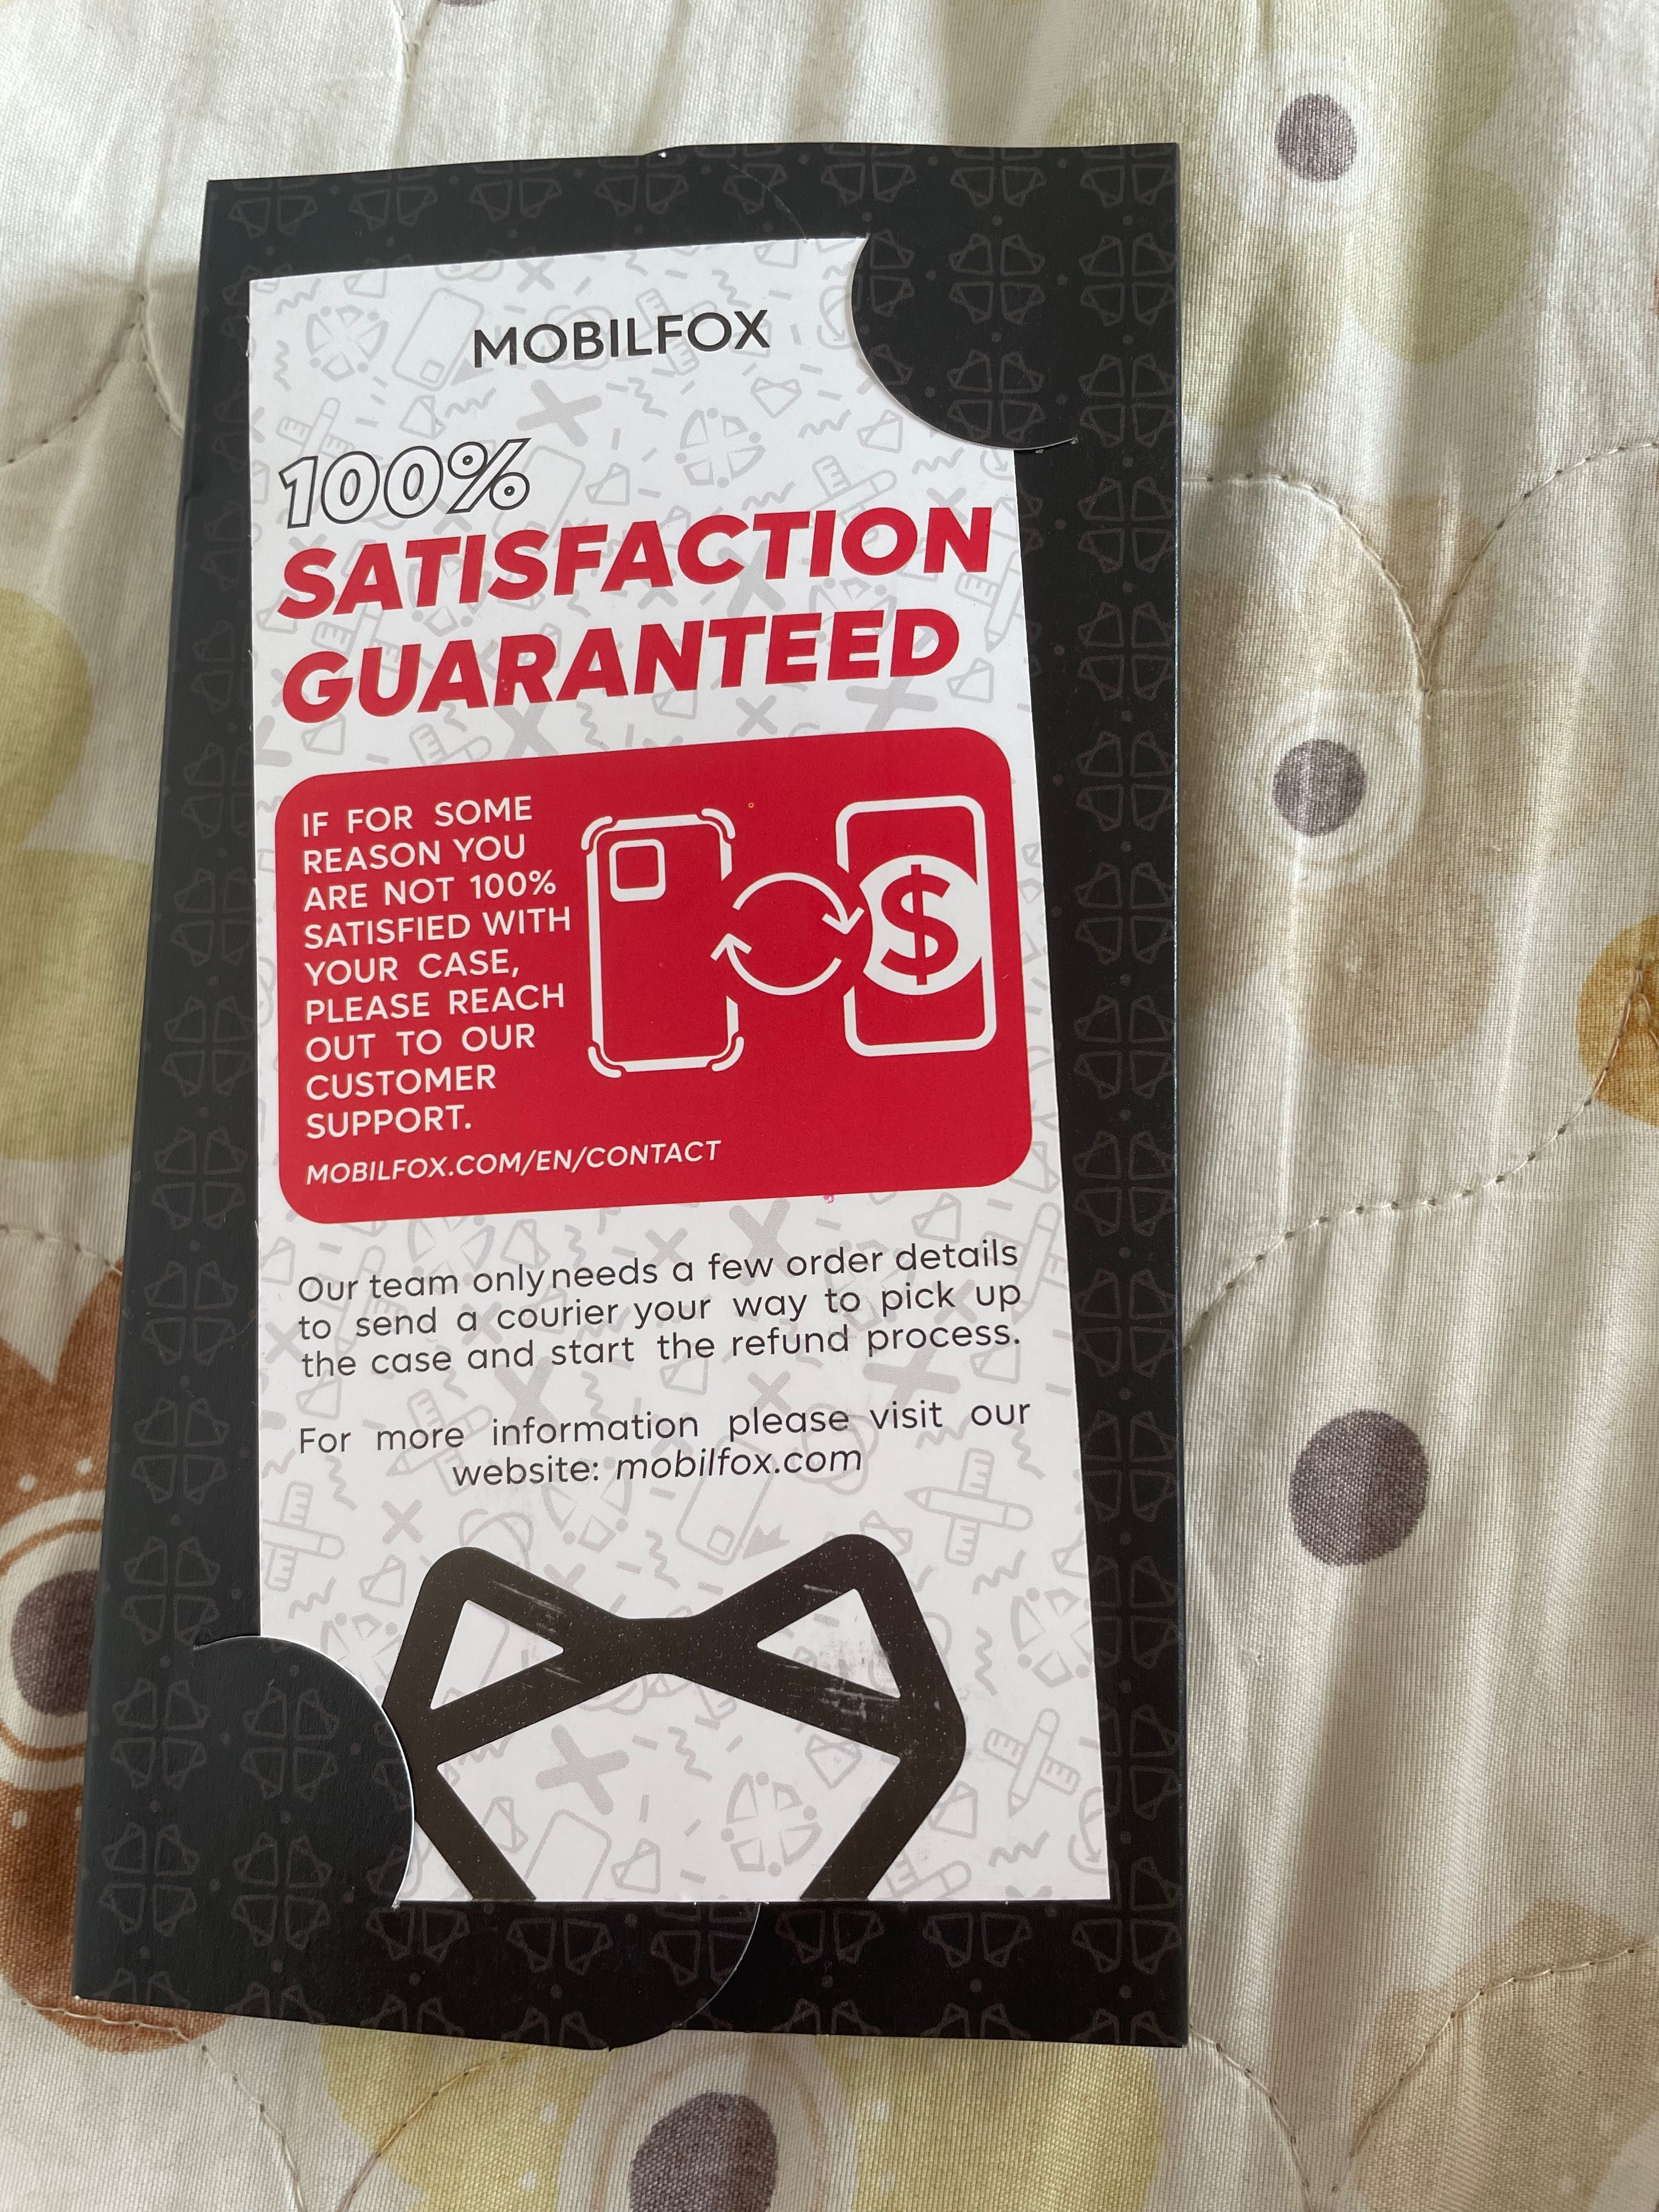 MOBILFOX
100%
SATISFACTION
GUARANTEED
IF FOR SOME
REASON YOU
ARE NOT 100%
SATISFIED WITH
YOUR CASE,
PLEASE REACH
OUT TO OUR
CUSTOMER
SUPPORT.
MOBILFOX.COM/EN/CONTACT
$
Our team only needs a few order details
to send a courier your way to pick up
the case and start the refund process.
For more information please visit our
website: mobilfox.com